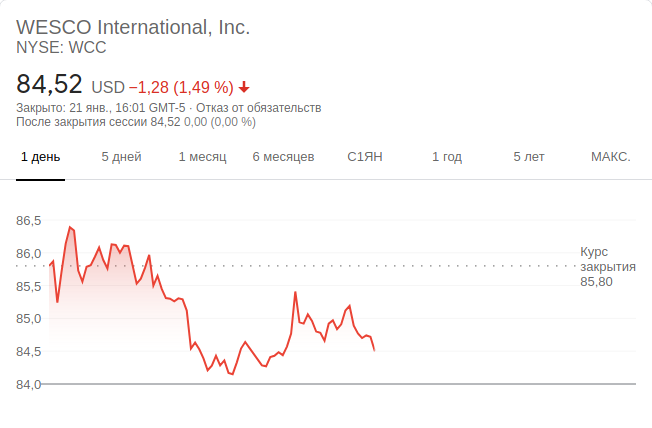 WESCO International, Inc.
NYSE: WCC
84,52 USD −1,28 (1,49 %)
Закрыто: 21 янв., 16:01 GMT-5 · Отказ от обязательств
После закрытия сессии 84,52 0,00 (0,00 %)
1 день 5 дней 1 месяц 6 месяцев С1ЯН 1 год 5 лет МАКС.
86,5
86,0
85,5
85,0
84,5
84,0
Курс
закрытия
85,80